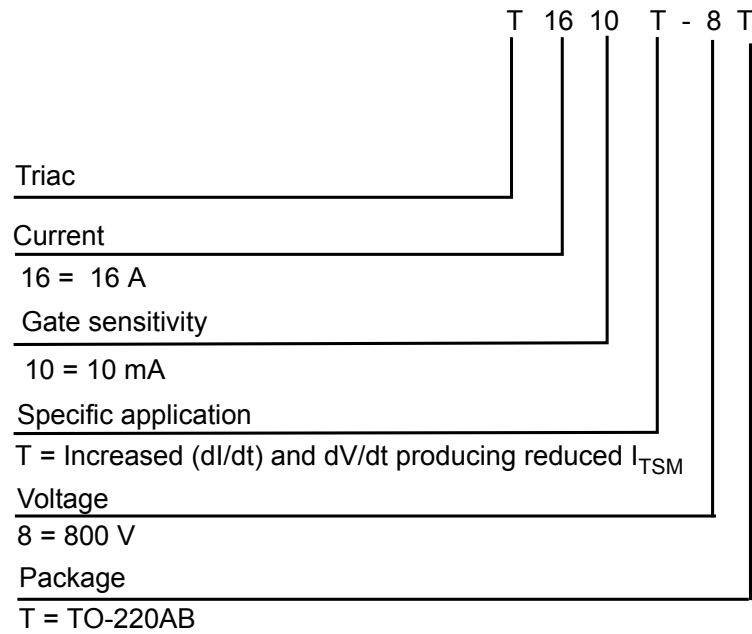 T 16 10 T - 8 T
Triac
Current
16 = 16 A
Gate sensitivity
10 = 10 mA
Specific application
T = Increased (dI/dt) and dV/dt producing reduced ITSM
Voltage
8 = 800 V
Package
T = TO-220AB